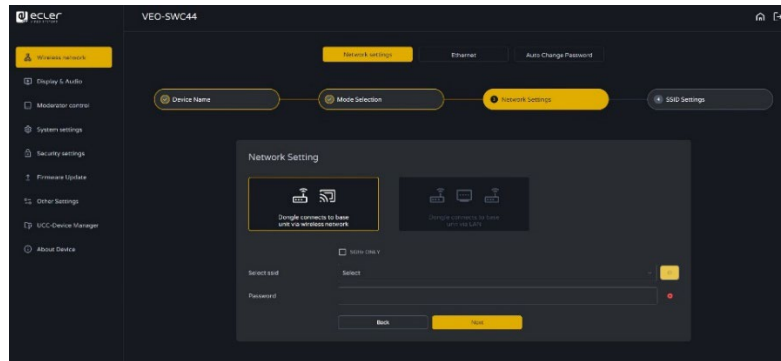 ecler
VEO-SWC44
Network settings
Ethernet
Auto Change Password
Wireless network
Display & Audio
Moderator control
System settings
Security settings
Firmware Update
Other Settings
UCC-Device Manager
About Device
Device Name
Mode Selection
3 Network Settings
4 SSID Settings
Network Setting
Dongle connects to base
unit via wireless network
Dongle connects to base
unit via LAN
Select ssid
Select
Password
Back
Next